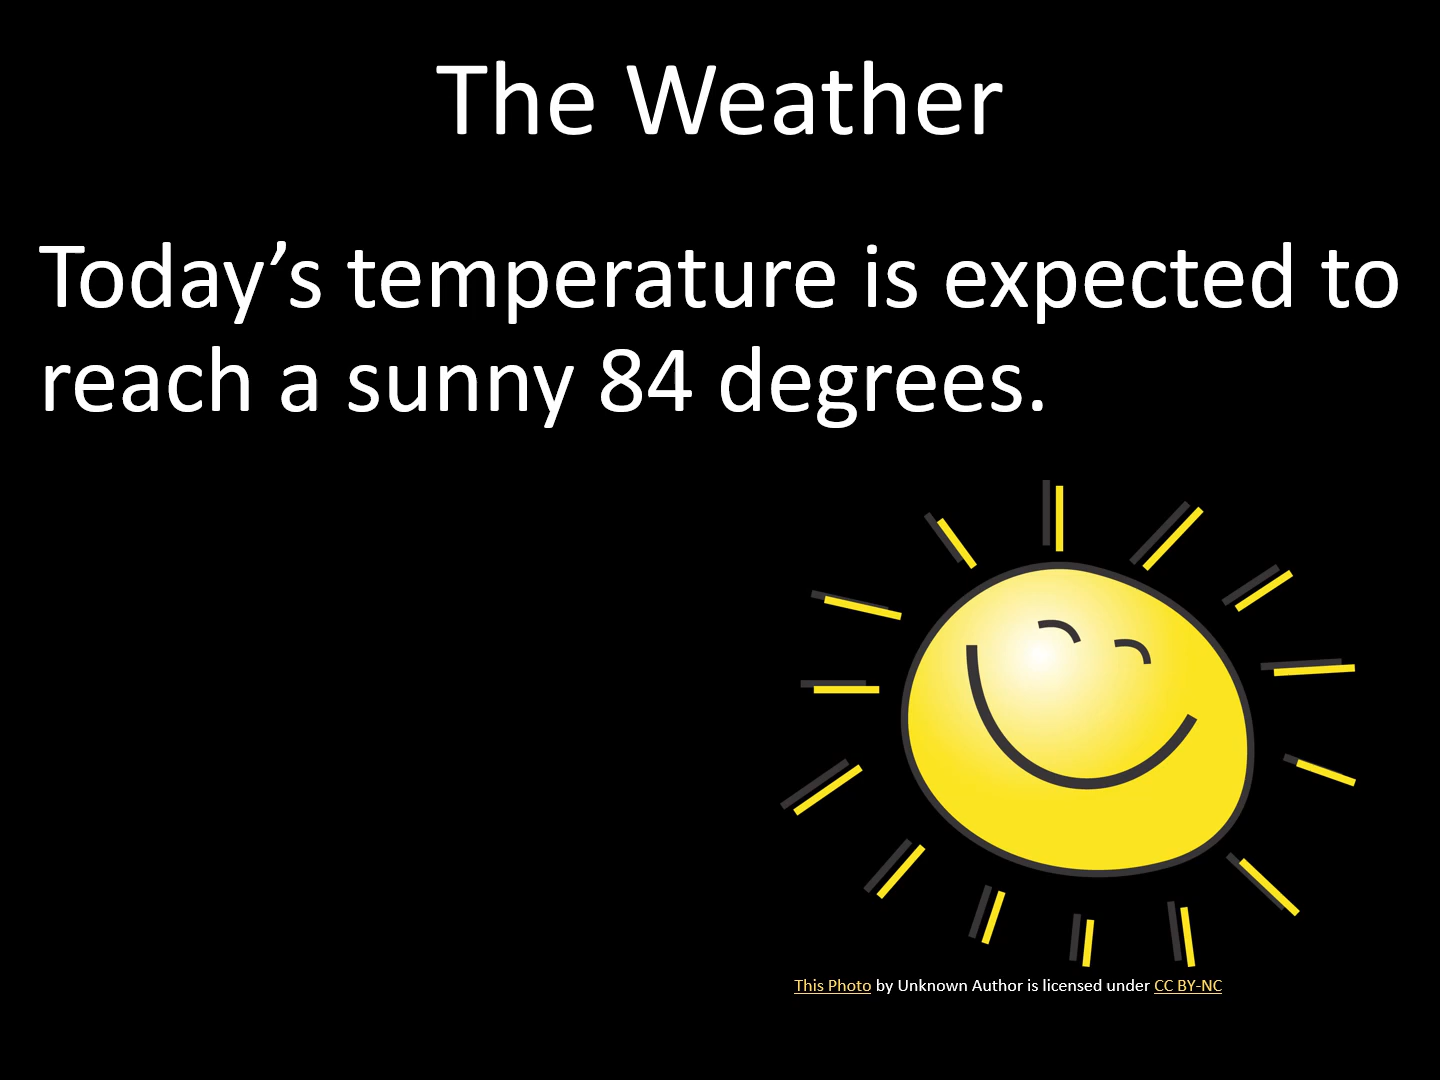 The Weather
Today’s temperature is expected to
reach a sunny 84 degrees.
This Photo by Unknown Author is licensed under CC BY-NC